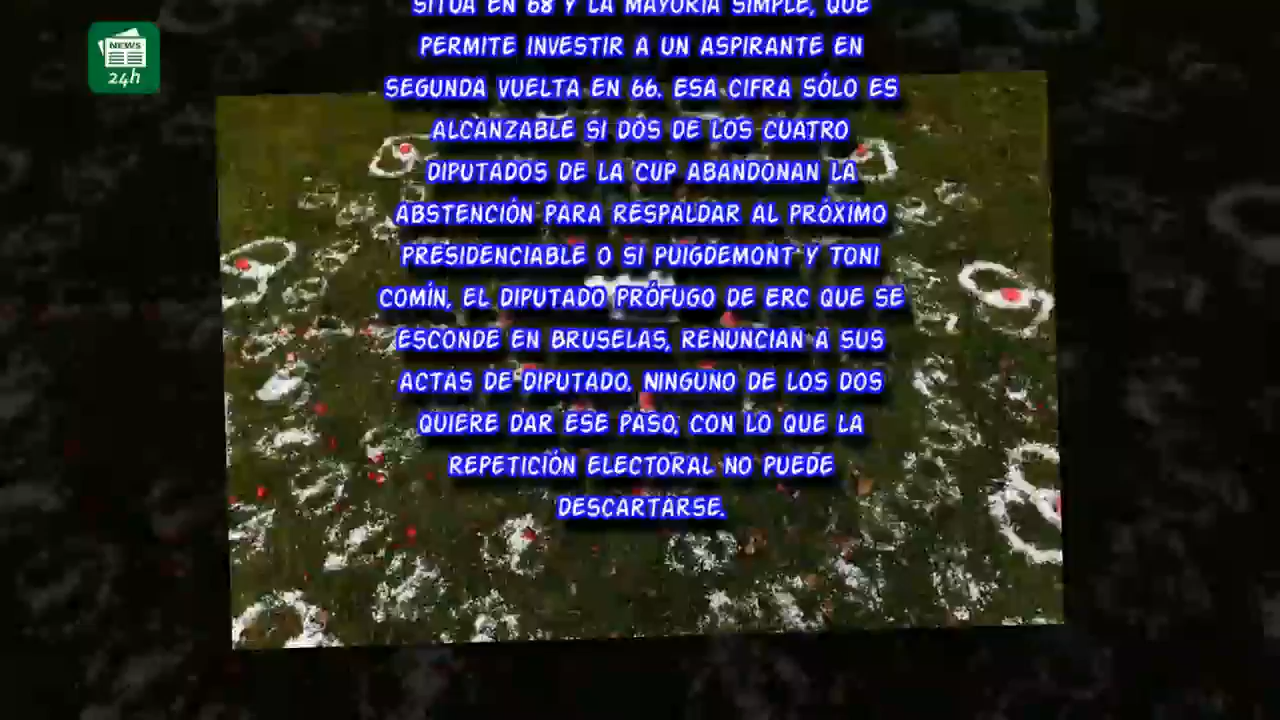 SITÚA EN 68 Y LA MAYORÍA SIMPLE, QUE
NEWS
24h
PERMITE INVESTIR A UN ASPIRANTE EN
SEGUNDA VUELTA EN 66. ESA CIFRA SÓLO ES
ALCANZABLE SI DOS DE LOS CUATRO
DIPUTADOS DE LA CUP ABANDONAN LA
ABSTENCIÓN PARA RESPALDAR AL PRÓXIMO
PRESIDENCIABLE O SI PUIGDEMONT Y TONI
COMÍN, EL DIPUTADO PRÓFUGO DE ERC QUE SE
ESCONDE EN BRUSELAS, RENUNCIAN A SUS
ACTAS DE DIPUTADO. NINGUNO DE LOS DOS
QUIERE DAR ESE PASO, CON LO QUE LA
REPETICIÓN ELECTORAL NO PUEDE
DESCARTARSE.